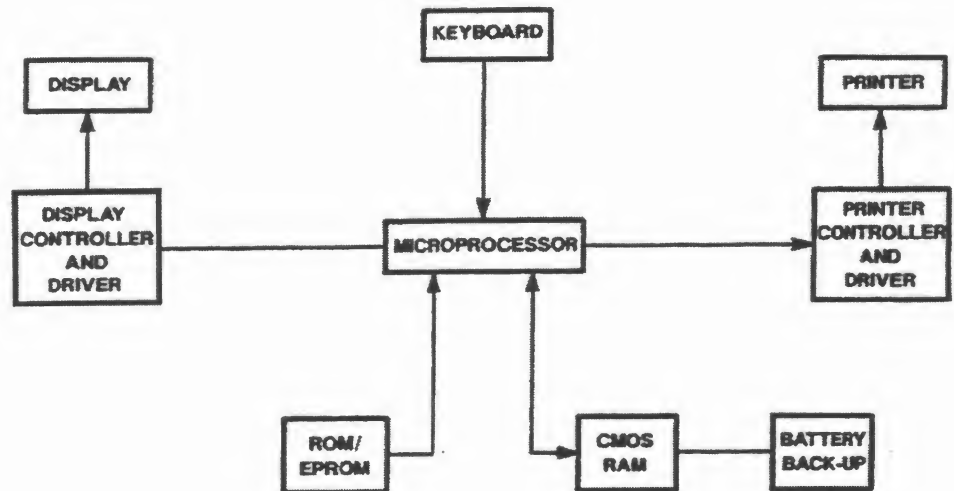 KEYBOARD
DISPLAY
PRINTER
DISPLAY
CONTROLLER
AND
DRIVER
MICROPROCESSOR
PRINTER
CONTROLLER
AND
DRIVER
ROM/
EPROM
CMOS
RAM
BATTERY
BACK-UP